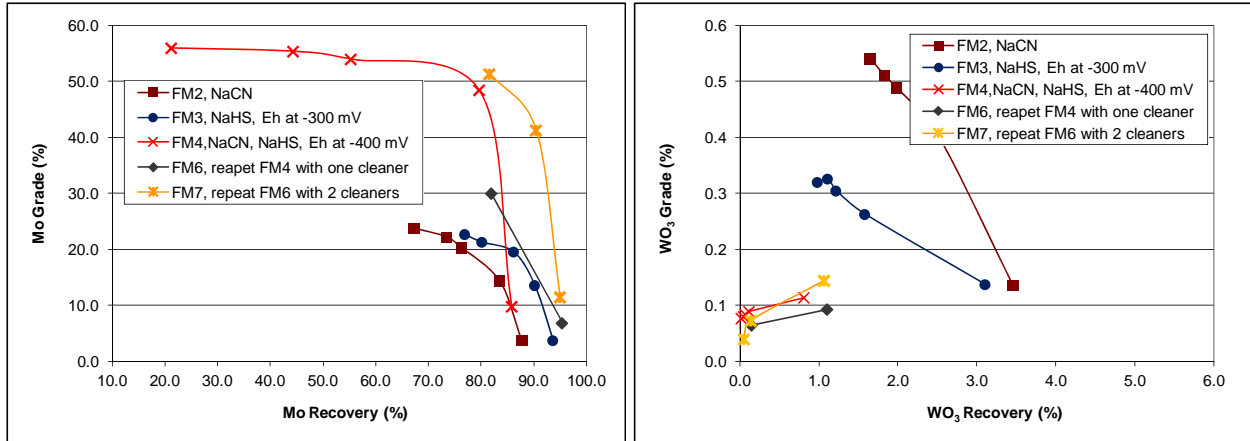 60.0
50.0
40.0
30.0
20.0
10.0
0.0
Mo Grade (%)
FM2, NaCN
FM3, NaHS, Eh at -300 mV
FM4,NaCN, NaHS, Eh at -400 mV
FM6, reapet FM4 with one cleaner
FM7, repeat FM6 with 2 cleaners
10.0 20.0 30.0 40.0 50.0 60.0 70.0 80.0 90.0 100.0
Mo Recovery (%)
0.6
0.5
0.4
0.3
0.2
0.1
0.0
WO₃ Grade (%)
FM2, NaCN
FM3, NaHS, Eh at -300 mV
FM4,NaCN, NaHS, Eh at -400 mV
FM6, reapet FM4 with one cleaner
FM7, repeat FM6 with 2 cleaners
0.0 1.0 2.0 3.0 4.0 5.0 6.0
WO₃ Recovery (%)